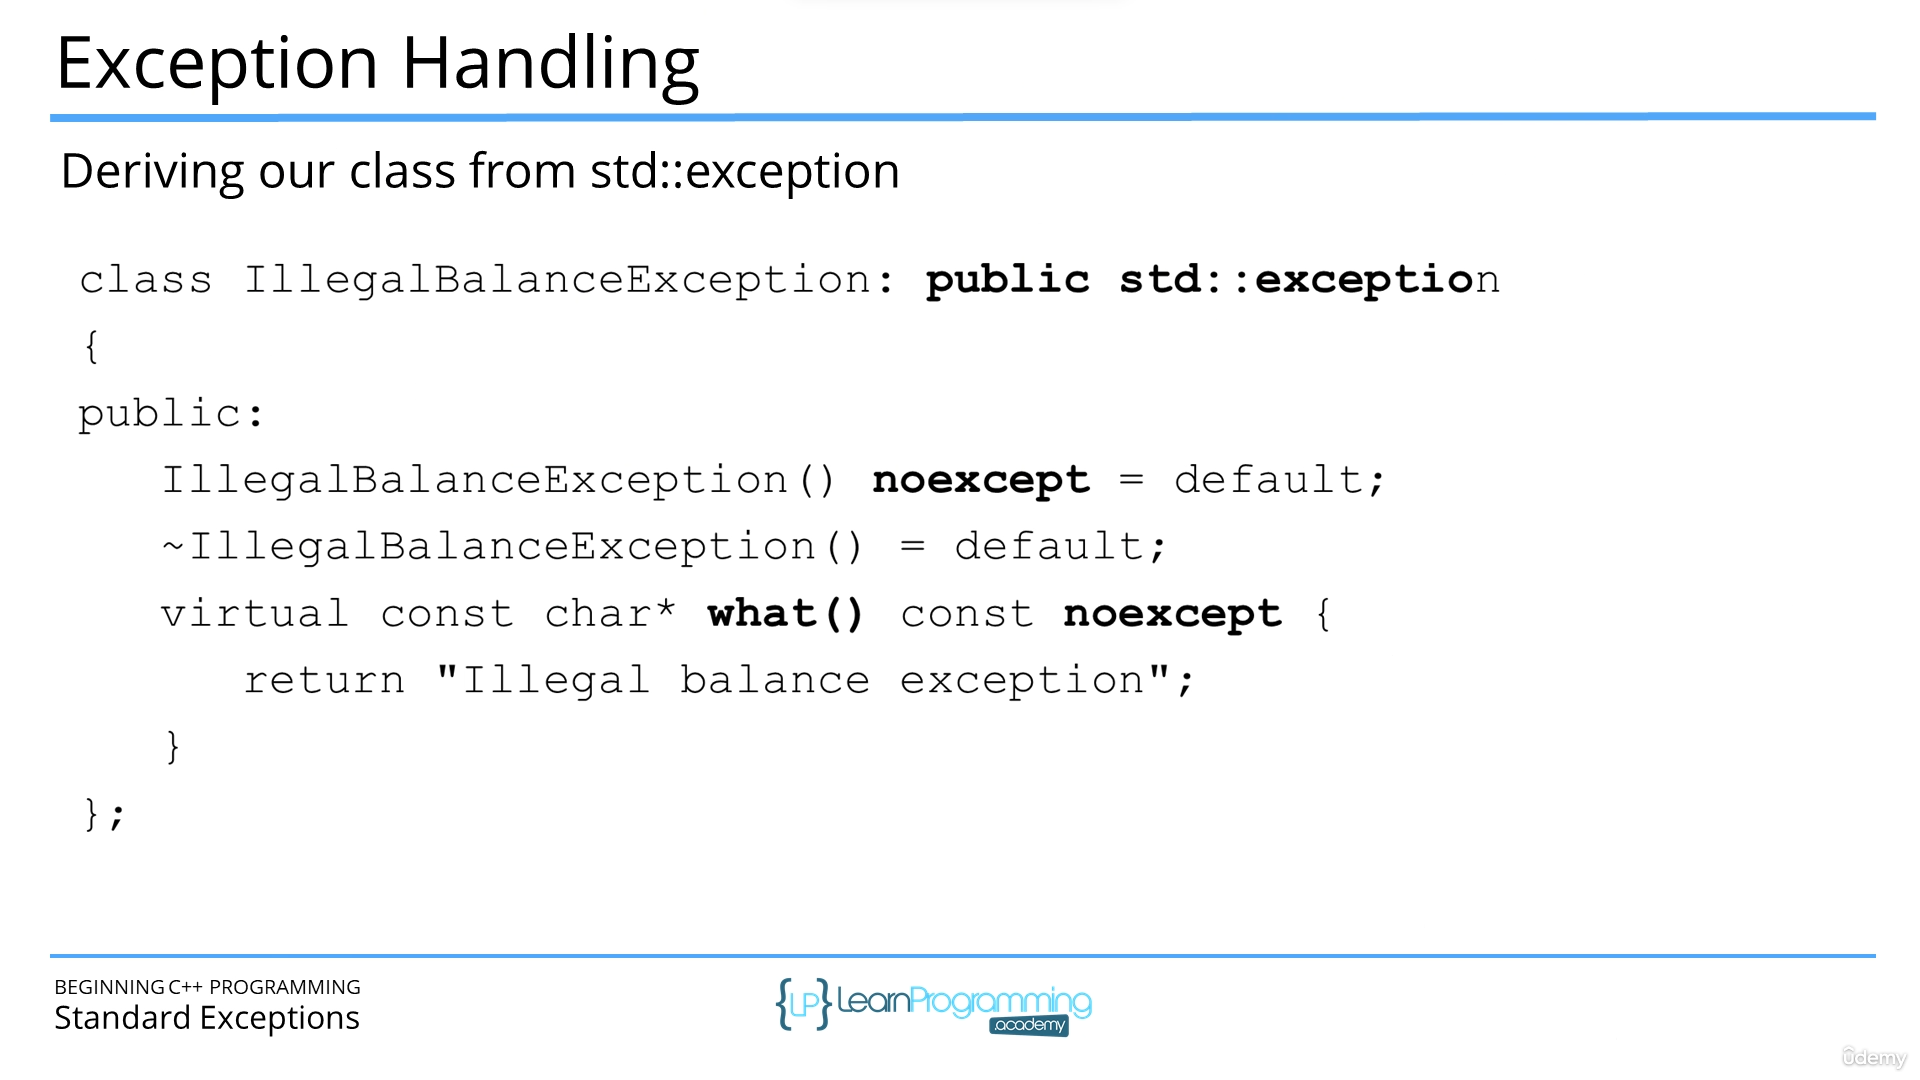 Exception Handling
Deriving our class from std::exception
class IllegalBalanceException: public std::exception
{
public:
   IllegalBalanceException() noexcept = default;
   ~IllegalBalanceException() = default;
   virtual const char* what() const noexcept {
      return "Illegal balance exception";
   }
};
BEGINNING C++ PROGRAMMING
Standard Exceptions
{LP} LearnProgramming
academy
ûdemy